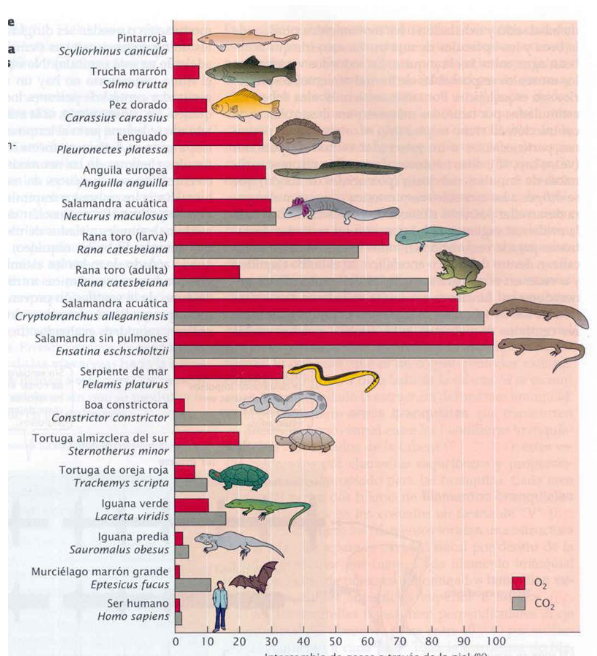 e
a
s
n-
Pintarroja
Scyliorhinus canicula
Trucha marrón
Salmo trutta
Pez dorado
Carassius carassius
Lenguado
Pleuronectes platessa
Anguila europea
Anguilla anguilla
Salamandra acuática
Necturus maculosus
Rana toro (larva)
Rana catesbeiana
Rana toro (adulta)
Rana catesbeiana
Salamandra acuática
Cryptobranchus alleganiensis
Salamandra sin pulmones
Ensatina eschscholtzii
Serpiente de mar
Pelamis platurus
Boa constrictora
Constrictor constrictor
Tortuga almizclera del sur
Sternotherus minor
Tortuga de oreja roja
Trachemys scripta
Iguana verde
Lacerta viridis
Iguana predia
Sauromalus obesus
Murciélago marrón grande
Eptesicus fucus
Ser humano
Homo sapiens
O₂
CO₂
0 10 20 30 40 50 60 70 80 90 100
Intercambio de gases a través de la piel (%)